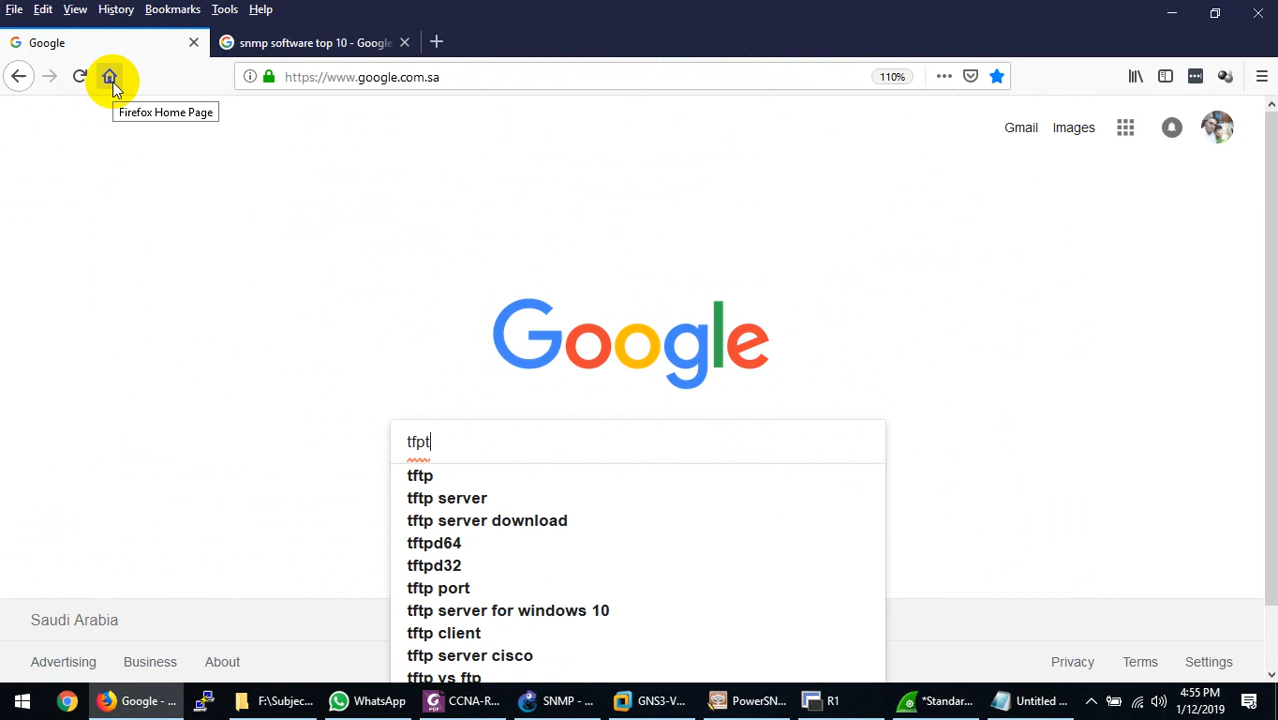 File Edit View History Bookmarks Tools Help
Google
snmp software top 10 - Google
https://www.google.com.sa
110%
Firefox Home Page
Gmail Images
Google
tfpt
tftp
tftp server
tftp server download
tftpd64
tftpd32
tftp port
tftp server for windows 10
tftp client
tftp server cisco
tftp vs ftp
Saudi Arabia
Advertising Business About
Privacy Terms Settings
Google - ...
F:\Subjec...
WhatsApp
CCNA-R...
SNMP - ...
GNS3-V...
PowerSN...
R1
*Standar...
Untitled ...
4:55 PM
1/12/2019